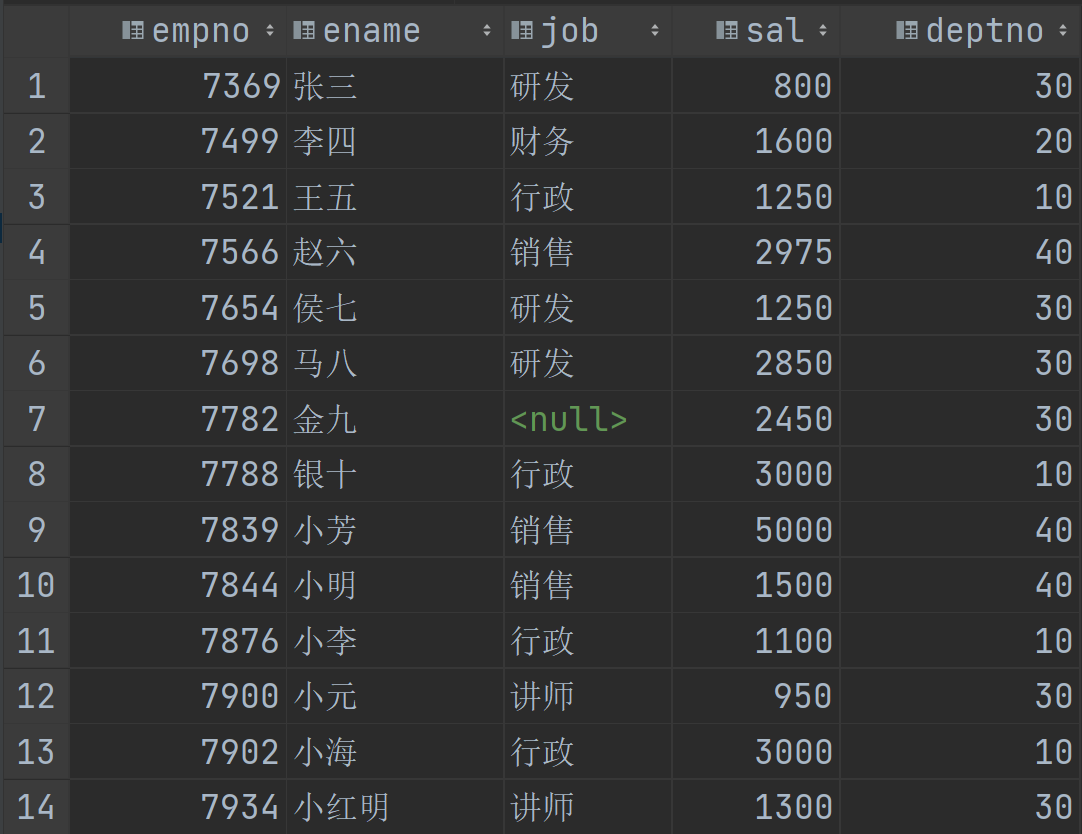 empno ename job sal deptno
1 7369 张三 研发 800 30
2 7499 李四 财务 1600 20
3 7521 王五 行政 1250 10
4 7566 赵六 销售 2975 40
5 7654 侯七 研发 1250 30
6 7698 马八 研发 2850 30
7 7782 金九 <null> 2450 30
8 7788 银十 行政 3000 10
9 7839 小芳 销售 5000 40
10 7844 小明 销售 1500 40
11 7876 小李 行政 1100 10
12 7900 小元 讲师 950 30
13 7902 小海 行政 3000 10
14 7934 小红明 讲师 1300 30